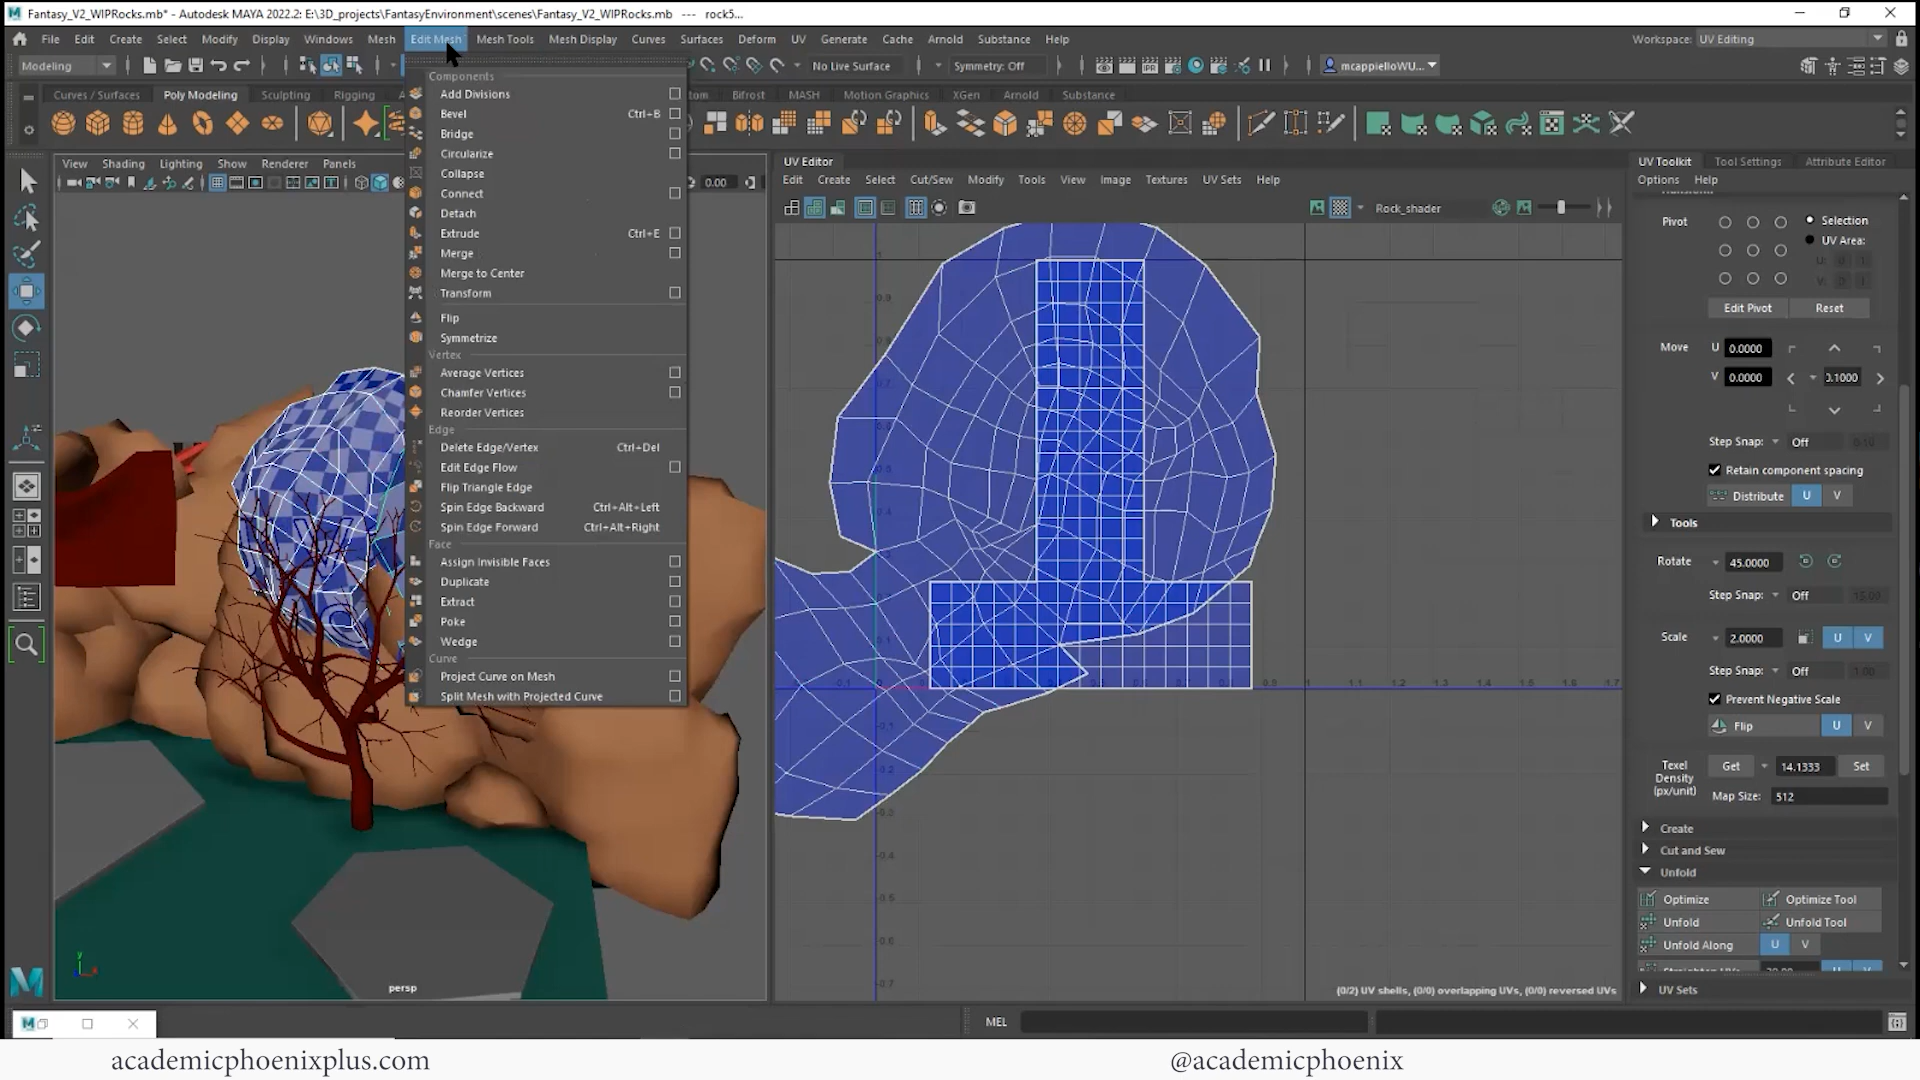 Fantasy_V2_WIPRocks.mb* - Autodesk MAYA 2022.2: E:\3D_projects\FantasyEnvironment\scenes\Fantasy_V2_WIPRocks.mb --- rock5...
File Edit Create Select Modify Display Windows Mesh Edit Mesh Mesh Tools Mesh Display Curves Surfaces Deform UV Generate Cache Arnold Substance Help
Workspace: UV Editing
Modeling
No Live Surface
Symmetry: Off
mcappielloWU...
Curves / Surfaces Poly Modeling Sculpting Rigging
Bifrost MASH Motion Graphics XGen Arnold Substance
View Shading Lighting Show Renderer Panels
0.00
Components
Add Divisions
Bevel Ctrl+B
Bridge
Circularize
Collapse
Connect
Detach
Extrude Ctrl+E
Merge
Merge to Center
Transform
Flip
Symmetrize
Vertex
Average Vertices
Chamfer Vertices
Reorder Vertices
Edge
Delete Edge/Vertex Ctrl+Del
Edit Edge Flow
Flip Triangle Edge
Spin Edge Backward Ctrl+Alt+Left
Spin Edge Forward Ctrl+Alt+Right
Face
Assign Invisible Faces
Duplicate
Extract
Poke
Wedge
Curve
Project Curve on Mesh
Split Mesh with Projected Curve
persp
UV Editor
Edit Create Select Cut/Sew Modify Tools View Image Textures UV Sets Help
Rock_shader
(0/2) UV shells, (0/0) overlapping UVs, (0/0) reversed UVs
UV Toolkit Tool Settings Attribute Editor
Options Help
Pivot
Selection
UV Area:
Edit Pivot Reset
Move U 0.0000
V 0.0000
0.1000
Step Snap: Off
Retain component spacing
Distribute U V
Tools
Rotate 45.0000
Step Snap: Off
Scale 2.0000 U V
Step Snap: Off
Prevent Negative Scale
Flip U V
Texel Density (px/unit)
Get 14.1333 Set
Map Size: 512
Create
Cut and Sew
Unfold
Optimize Optimize Tool
Unfold Unfold Tool
Unfold Along U V
UV Sets
MEL
academicphoenixplus.com
@academicphoenix